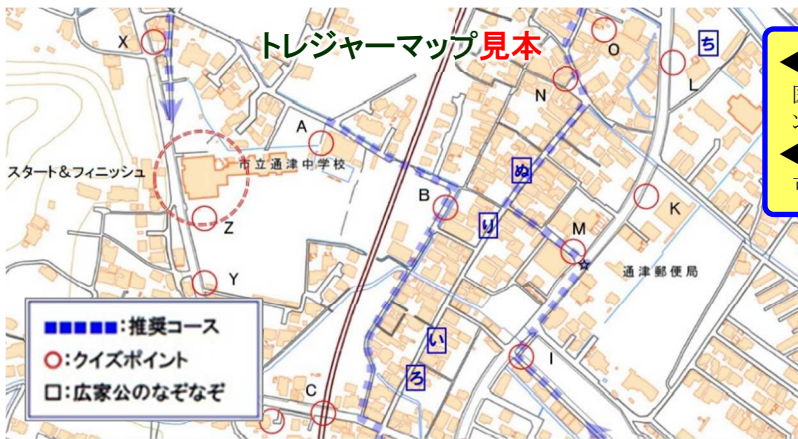 トレジャーマップ見本
X
O
ち
L
N
A
市立通津中学校
スタート&フィニッシュ
ぬ
B
K
り
M
Z
通津郵便局
Y
■■■■■:推奨コース
○:クイズポイント
□:広家公のなぞなぞ
い
I
ろ
C